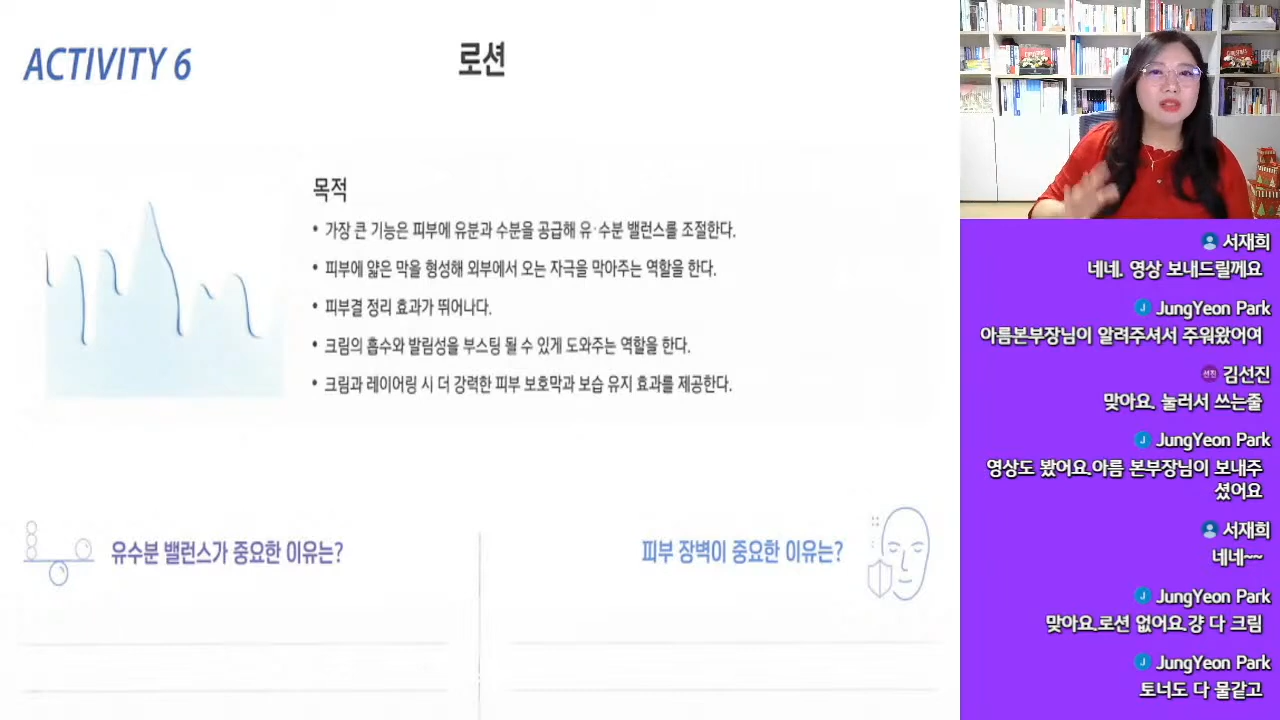 ACTIVITY 6
로션
목적
• 가장 큰 기능은 피부에 유분과 수분을 공급해 유·수분 밸런스를 조절한다.
• 피부에 얇은 막을 형성해 외부에서 오는 자극을 막아주는 역할을 한다.
• 피부결 정리 효과가 뛰어나다.
• 크림의 흡수와 발림성을 부스팅 될 수 있게 도와주는 역할을 한다.
• 크림과 레이어링 시 더 강력한 피부 보호막과 보습 유지 효과를 제공한다.
유수분 밸런스가 중요한 이유는?
피부 장벽이 중요한 이유는?
서재희
네네. 영상 보내드릴께요
J JungYeon Park
아름본부장님이 알려주셔서 주워왔어여
선진 김선진
맞아요. 눌러서 쓰는줄
J JungYeon Park
영상도 봤어요.아름 본부장님이 보내주
셨어요
서재희
네네~~
J JungYeon Park
맞아요.로션 없어요.걍 다 크림
J JungYeon Park
토너도 다 물같고